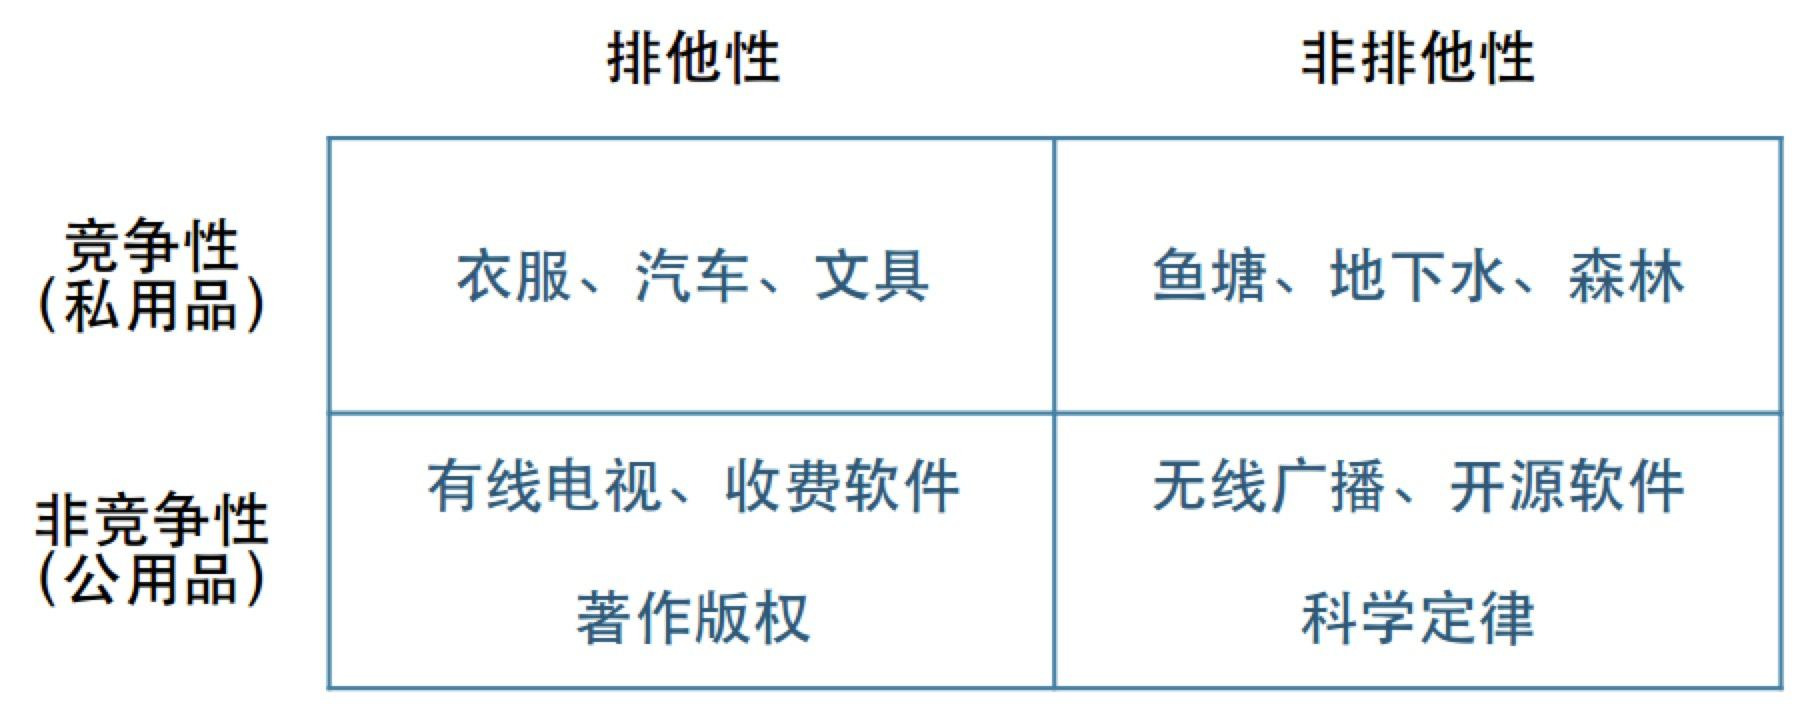 排他性
非排他性
竞争性
（私用品）
衣服、汽车、文具
鱼塘、地下水、森林
非竞争性
（公用品）
有线电视、收费软件
著作版权
无线广播、开源软件
科学定律